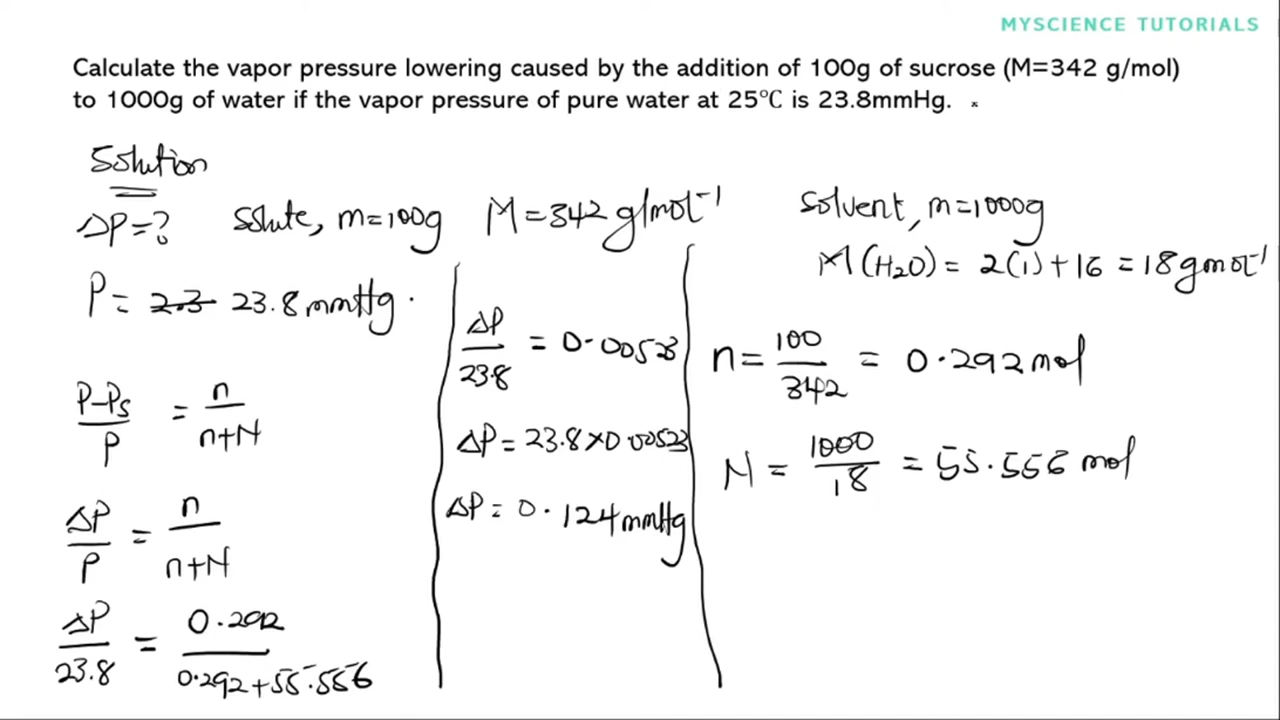 MYSCIENCE TUTORIALS
Calculate the vapor pressure lowering caused by the addition of 100g of sucrose (M=342 g/mol)
to 1000g of water if the vapor pressure of pure water at 25℃ is 23.8mmHg.
Solution
ΔP=? Solute, m=100g M=342 g/mol⁻¹
P = 2.3 23.8 mmHg.
P-Ps/P = n/n+N
ΔP/P = n/n+N
ΔP/23.8 = 0.292/0.292+55.556
ΔP/23.8 = 0.00523
ΔP = 23.8 × 0.00523
ΔP = 0.124 mmHg
Solvent, m=1000g
M(H₂O) = 2(1)+16 = 18 gmol⁻¹
n = 100/342 = 0.292 mol
N = 1000/18 = 55.556 mol